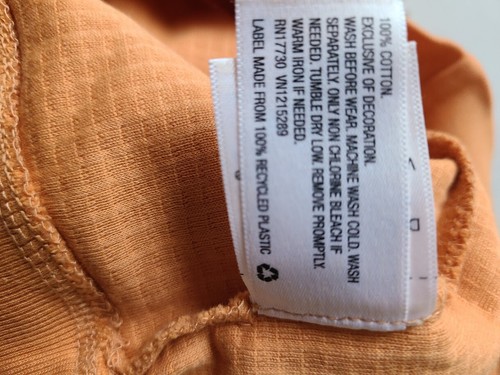 100% COTTON.
EXCLUSIVE OF DECORATION.
WASH BEFORE WEAR. MACHINE WASH COLD. WASH
SEPARATELY. ONLY NON CHLORINE BLEACH IF
NEEDED. TUMBLE DRY LOW. REMOVE PROMPTLY.
WARM IRON IF NEEDED.
RN17730 VN1215289
LABEL MADE FROM 100% RECYCLED PLASTIC